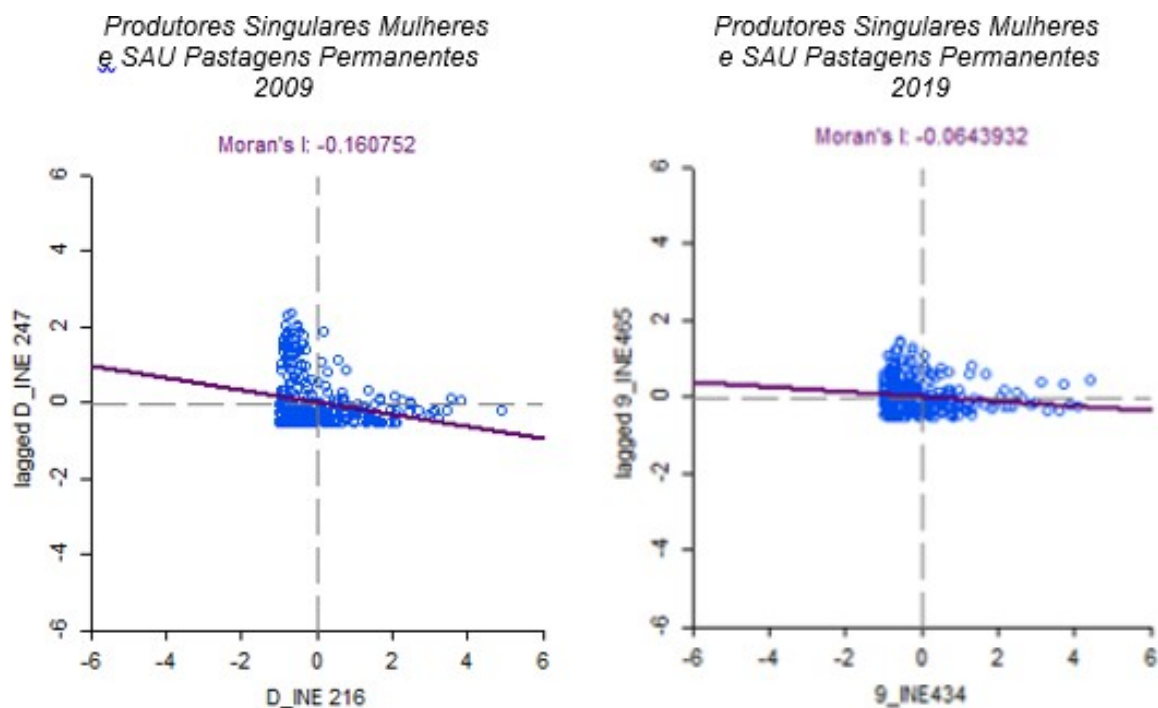 Produtores Singulares Mulheres
e SAU Pastagens Permanentes
2009
Moran's I: -0.160752
6
4
2
0
-2
-4
-6
lagged D_INE 247
-6 -4 -2 0 2 4 6
D_INE 216
Produtores Singulares Mulheres
e SAU Pastagens Permanentes
2019
Moran's I: -0.0643932
6
4
2
0
-2
-4
-6
lagged 9_INE465
-6 -4 -2 0 2 4 6
9_INE434